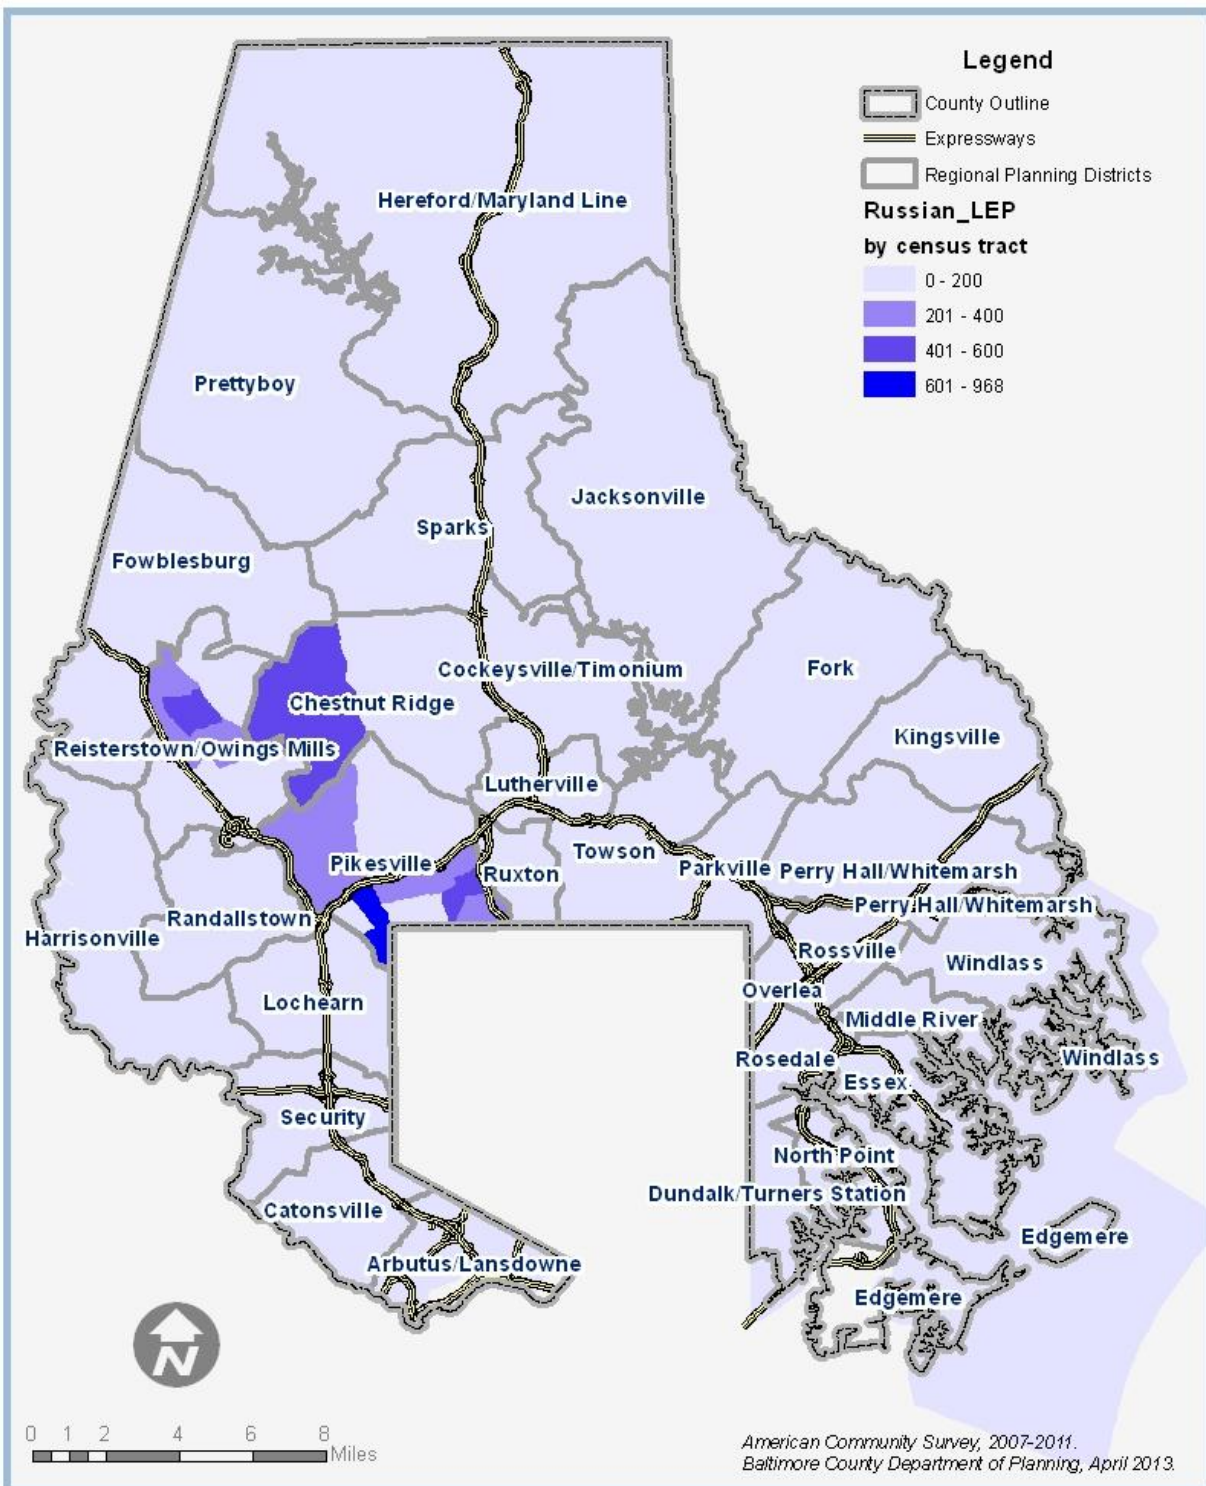 Legend
County Outline
Expressways
Regional Planning Districts
Russian_LEP
by census tract
0 - 200
201 - 400
401 - 600
601 - 968
Hereford/Maryland Line
Prettyboy
Jacksonville
Sparks
Fowblesburg
Cockeysville/Timonium
Fork
Chestnut Ridge
Kingsville
Reisterstown/Owings Mills
Lutherville
Towson
Pikesville
Ruxton
Parkville
Perry Hall/Whitemarsh
Perry Hall/Whitemarsh
Randallstown
Harrisonville
Rossville
Windlass
Overlea
Lochearn
Middle River
Rosedale
Windlass
Essex
Security
North Point
Dundalk/Turners Station
Catonsville
Edgemere
Arbutus/Lansdowne
Edgemere
N
0 1 2 4 6 8
Miles
American Community Survey, 2007-2011.
Baltimore County Department of Planning, April 2013.